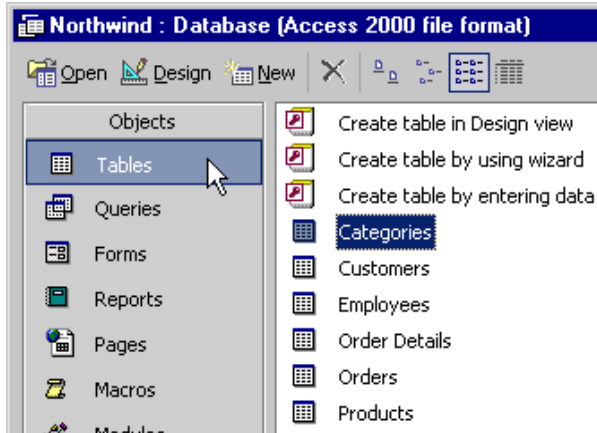 Northwind : Database (Access 2000 file format)
Open Design New
Objects
Tables
Queries
Forms
Reports
Pages
Macros
Modules
Create table in Design view
Create table by using wizard
Create table by entering data
Categories
Customers
Employees
Order Details
Orders
Products